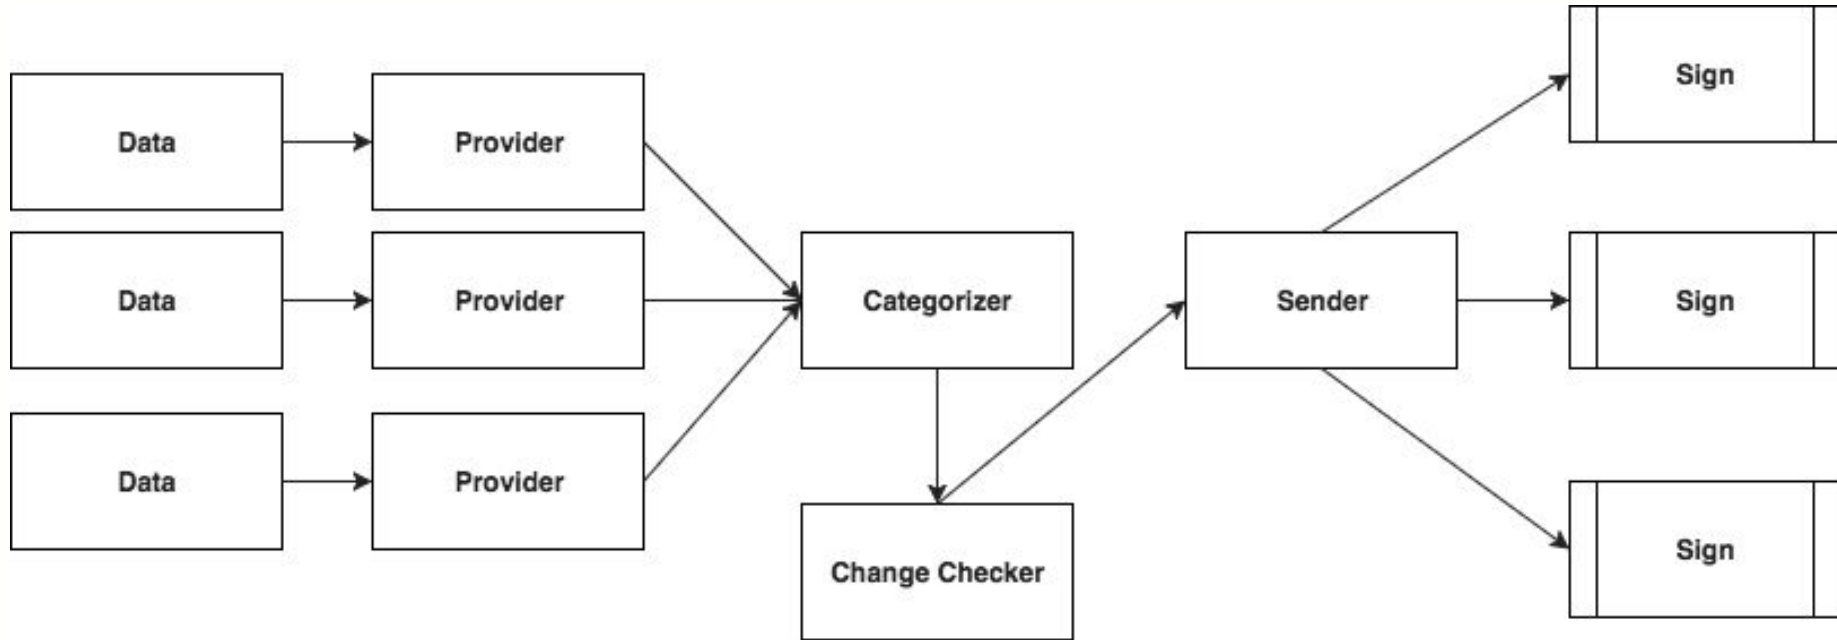 Data
Provider
Data
Provider
Data
Provider
Categorizer
Change Checker
Sender
Sign
Sign
Sign